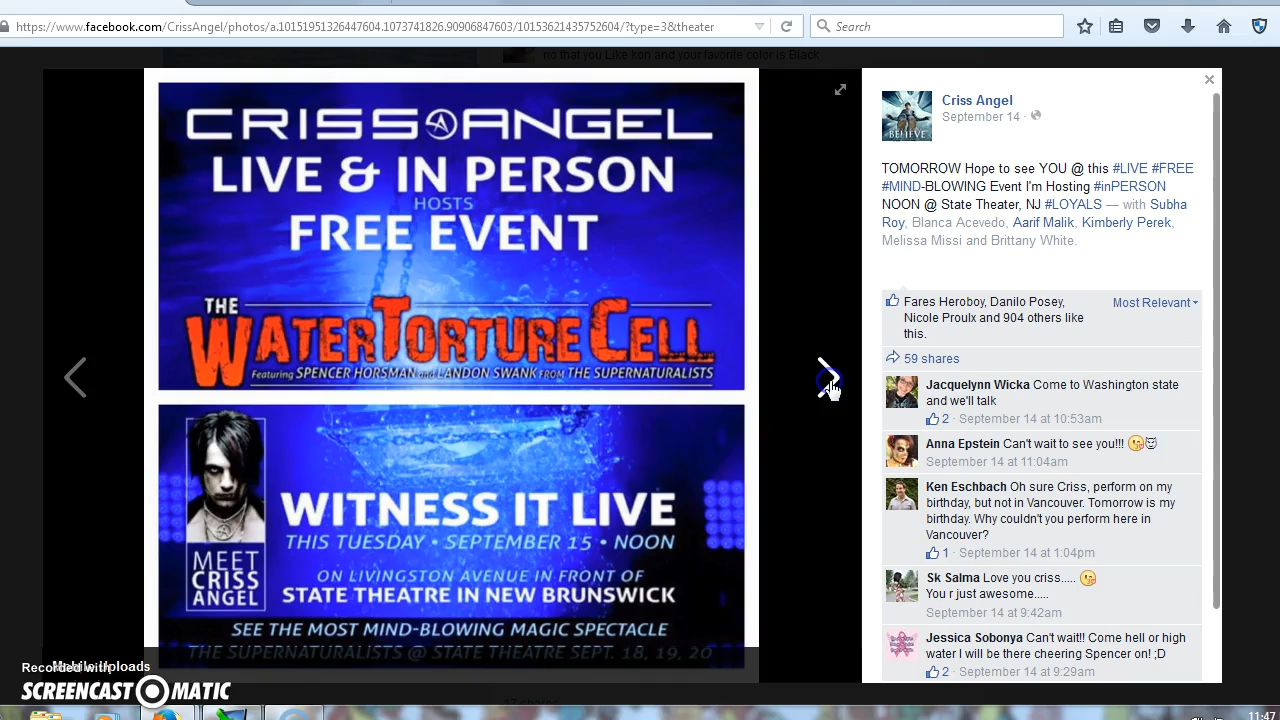 https://www.facebook.com/CrissAngel/photos/a.10151951326447604.1073741826.90906847603/10153621435752604/?type=3&theater
Search
no that you Like kon and your favorite color is Black
CRISS ANGEL
LIVE & IN PERSON
HOSTS
FREE EVENT
THE
WATER TORTURE CELL
Featuring SPENCER HORSMAN and LANDON SWANK FROM THE SUPERNATURALISTS
WITNESS IT LIVE
THIS TUESDAY • SEPTEMBER 15 • NOON
MEET
CRISS
ANGEL
ON LIVINGSTON AVENUE IN FRONT OF
STATE THEATRE IN NEW BRUNSWICK
SEE THE MOST MIND-BLOWING MAGIC SPECTACLE
THE SUPERNATURALISTS @ STATE THEATRE SEPT. 18, 19, 20
BELIEVE
Criss Angel
September 14 ·
TOMORROW Hope to see YOU @ this #LIVE #FREE
#MIND-BLOWING Event I'm Hosting #inPERSON
NOON @ State Theater, NJ #LOYALS — with Subha
Roy, Blanca Acevedo, Aarif Malik, Kimberly Perek,
Melissa Missi and Brittany White.
Fares Heroboy, Danilo Posey,
Nicole Proulx and 904 others like
this.
Most Relevant
59 shares
Jacquelynn Wicka Come to Washington state
and we'll talk
2 · September 14 at 10:53am
Anna Epstein Can't wait to see you!!! 😘😈
September 14 at 11:04am
Ken Eschbach Oh sure Criss, perform on my
birthday, but not in Vancouver. Tomorrow is my
birthday. Why couldn't you perform here in
Vancouver?
1 · September 14 at 1:04pm
Sk Salma Love you criss..... 😘
You r just awesome.....
September 14 at 9:42am
Jessica Sobonya Can't wait!! Come hell or high
water I will be there cheering Spencer on! ;D
2 · September 14 at 9:29am
Mobile Uploads
Recorded with
SCREENCAST-O-MATIC
17 shares
11:47